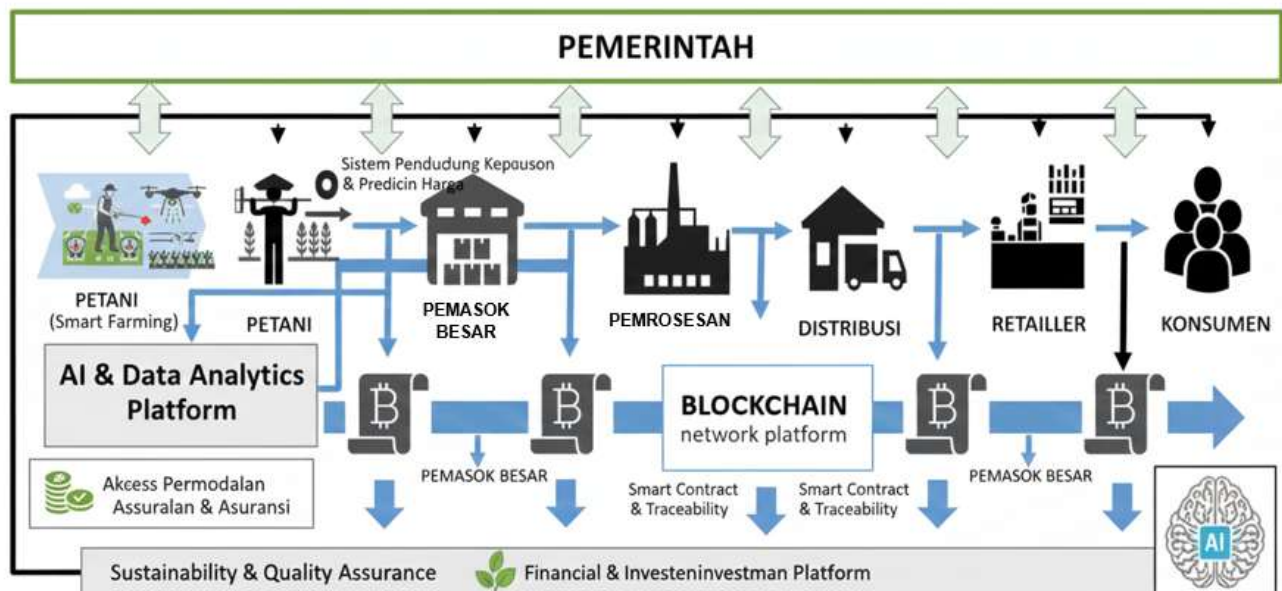 PEMERINTAH
Sistem Pendudung Kepɑuson
& Predicin Harga
PETANI
(Smart Farming)
PETANI
PEMASOK
BESAR
PEMROSESAN
DISTRIBUSI
RETAILLER
KONSUMEN
AI & Data Analytics
Platform
BLOCKCHAIN
network platform
PEMASOK BESAR
PEMASOK BESAR
Akcess Permodalan
Assuralan & Asuransi
Smart Contract
& Traceability
Smart Contract
& Traceability
AI
Sustainability & Quality Assurance
Financial & Investeninvestman Platform